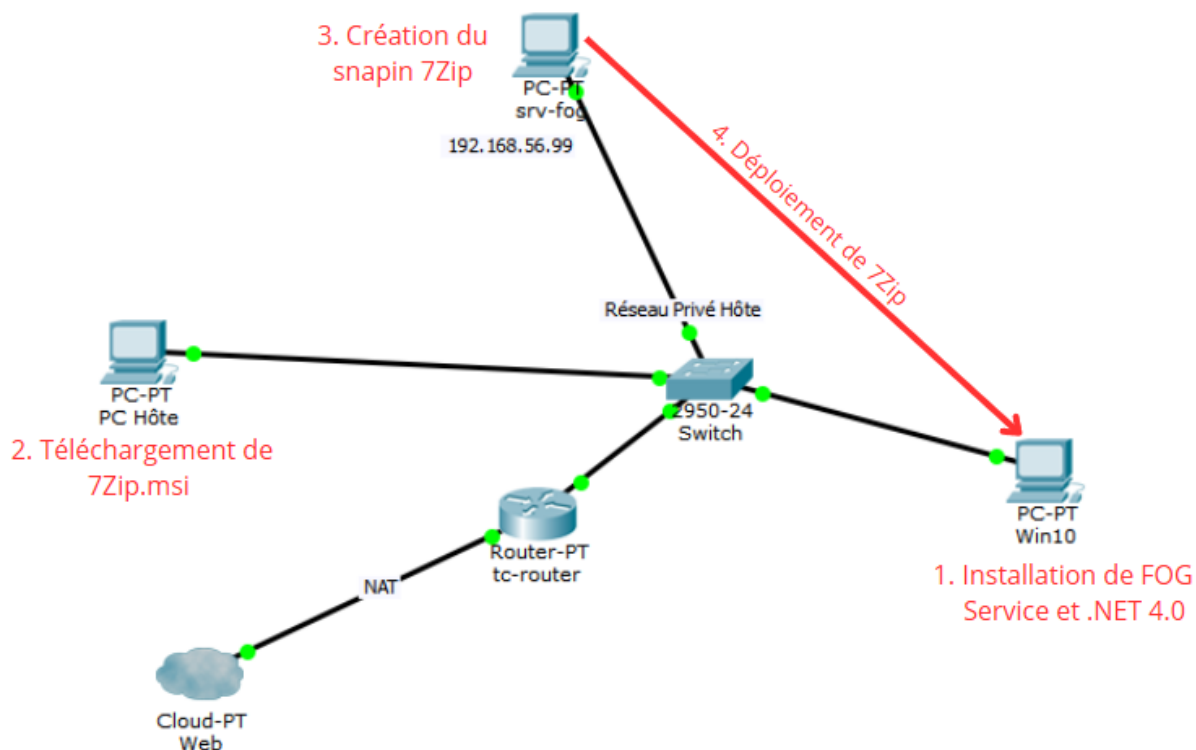 3. Création du
snapin 7Zip
PC-PT
srv-fog
192.168.56.99
4. Déploiement de 7Zip
Réseau Privé Hôte
PC-PT
PC Hôte
2950-24
Switch
2. Téléchargement de
7Zip.msi
PC-PT
Win10
Router-PT
tc-router
1. Installation de FOG
Service et .NET 4.0
NAT
Cloud-PT
Web